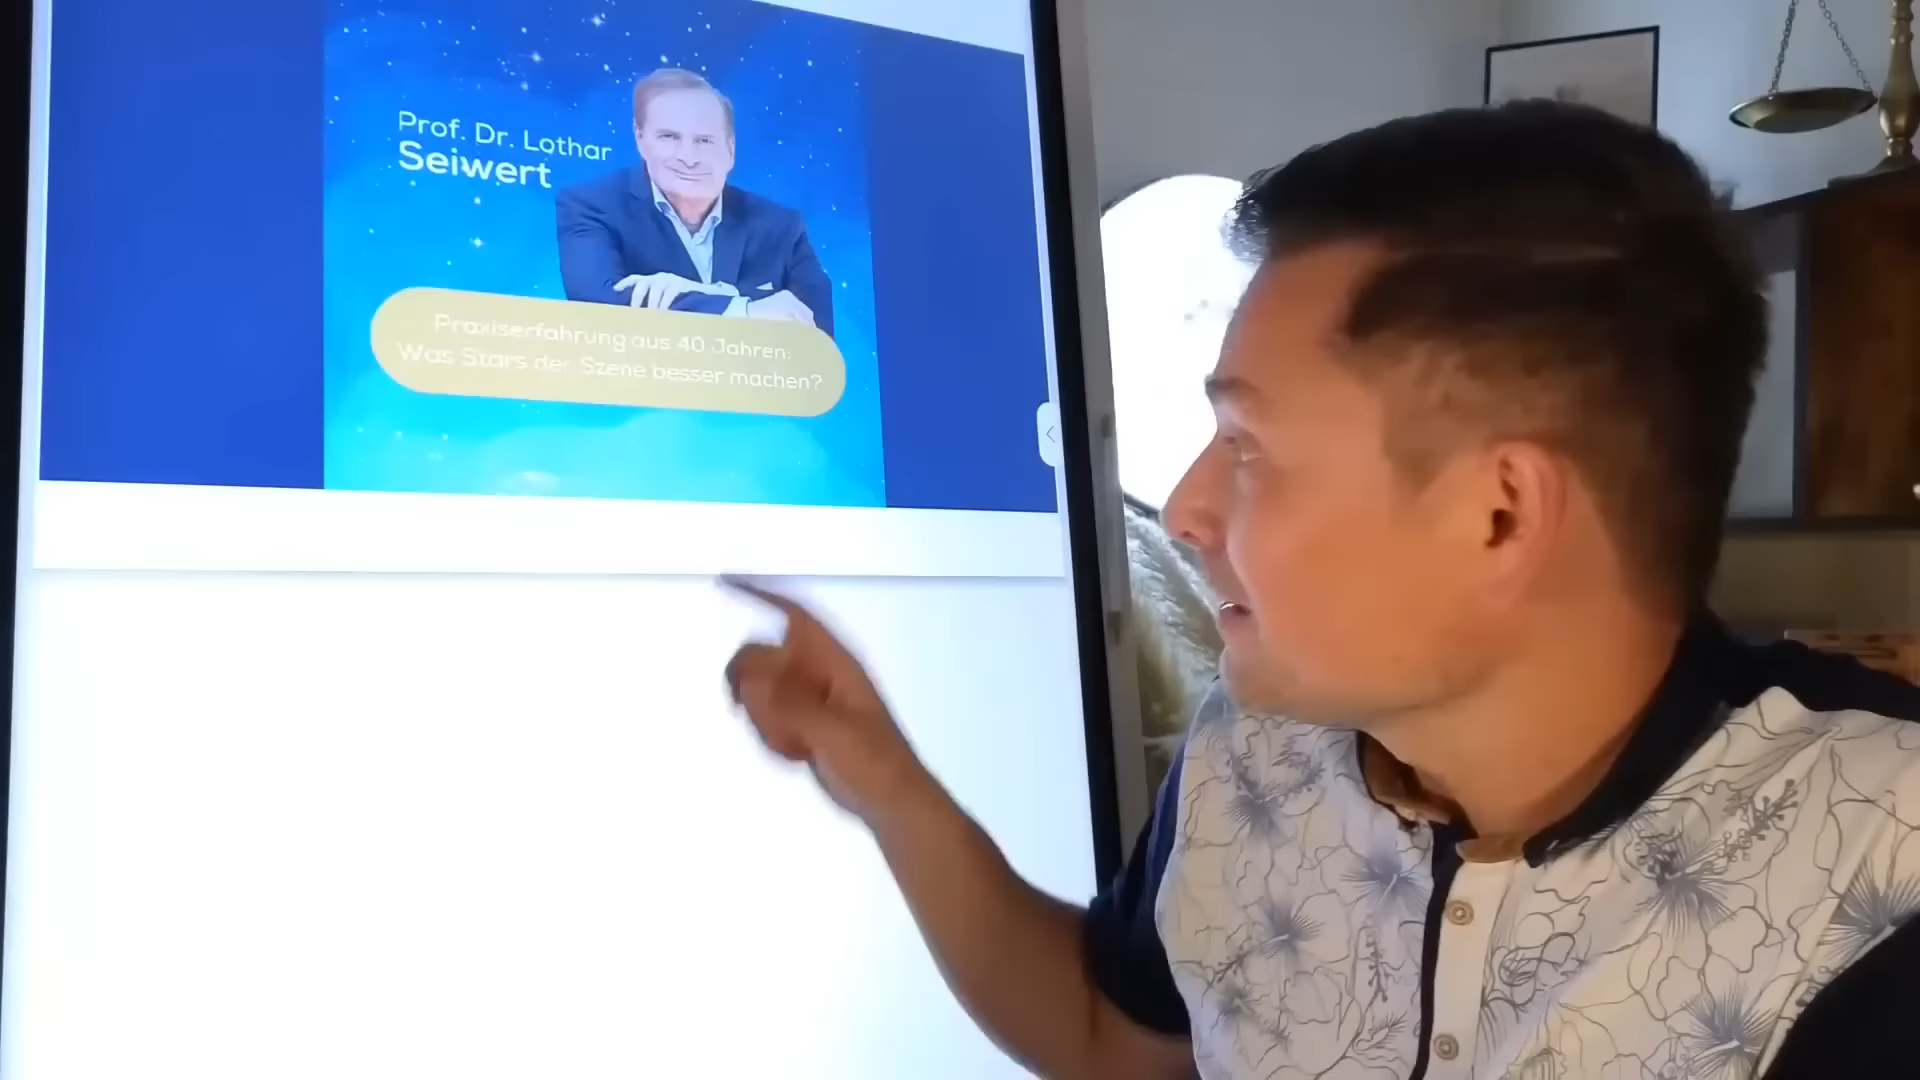 Prof. Dr. Lothar
Seiwert
Praxiserfahrung aus 40 Jahren:
Was Stars der Szene besser machen?